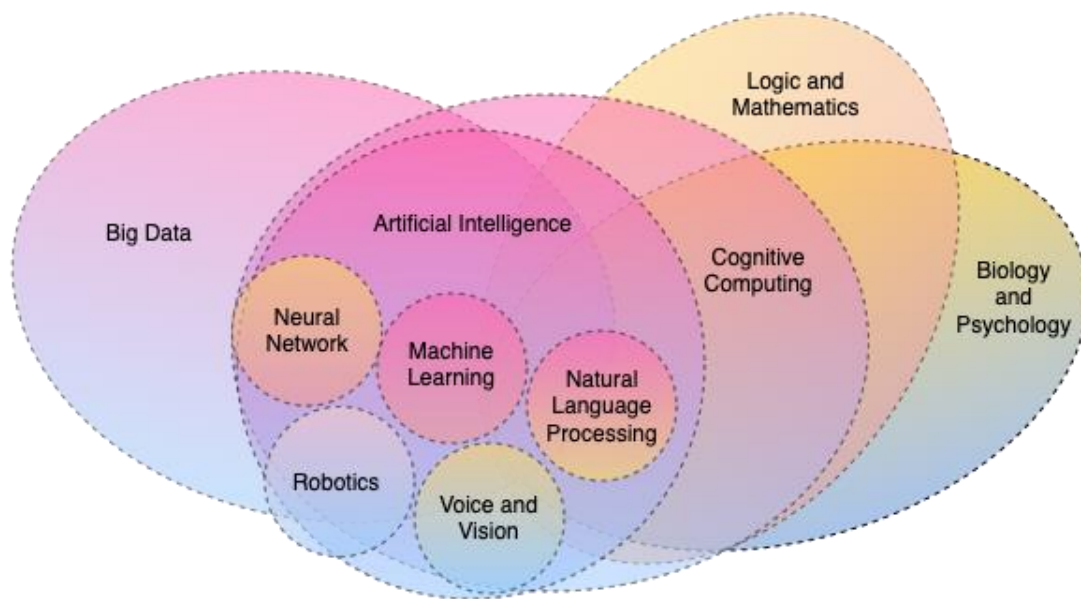 Logic and
Mathematics
Big Data
Artificial Intelligence
Cognitive
Computing
Biology
and
Psychology
Neural
Network
Machine
Learning
Natural
Language
Processing
Robotics
Voice and
Vision